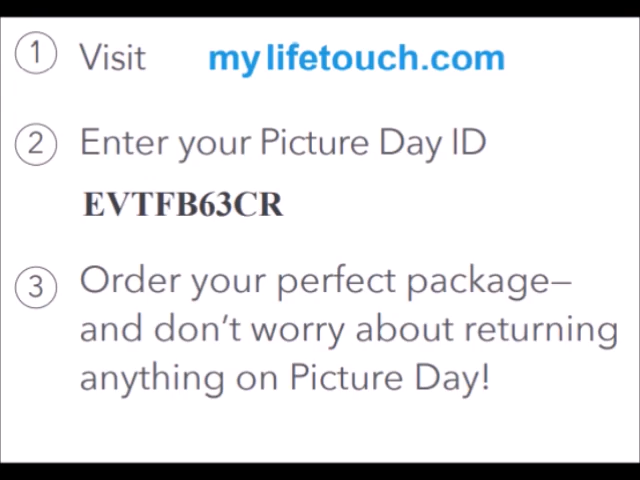 1 Visit mylifetouch.com
2 Enter your Picture Day ID
EVTFB63CR
3 Order your perfect package—
and don't worry about returning
anything on Picture Day!